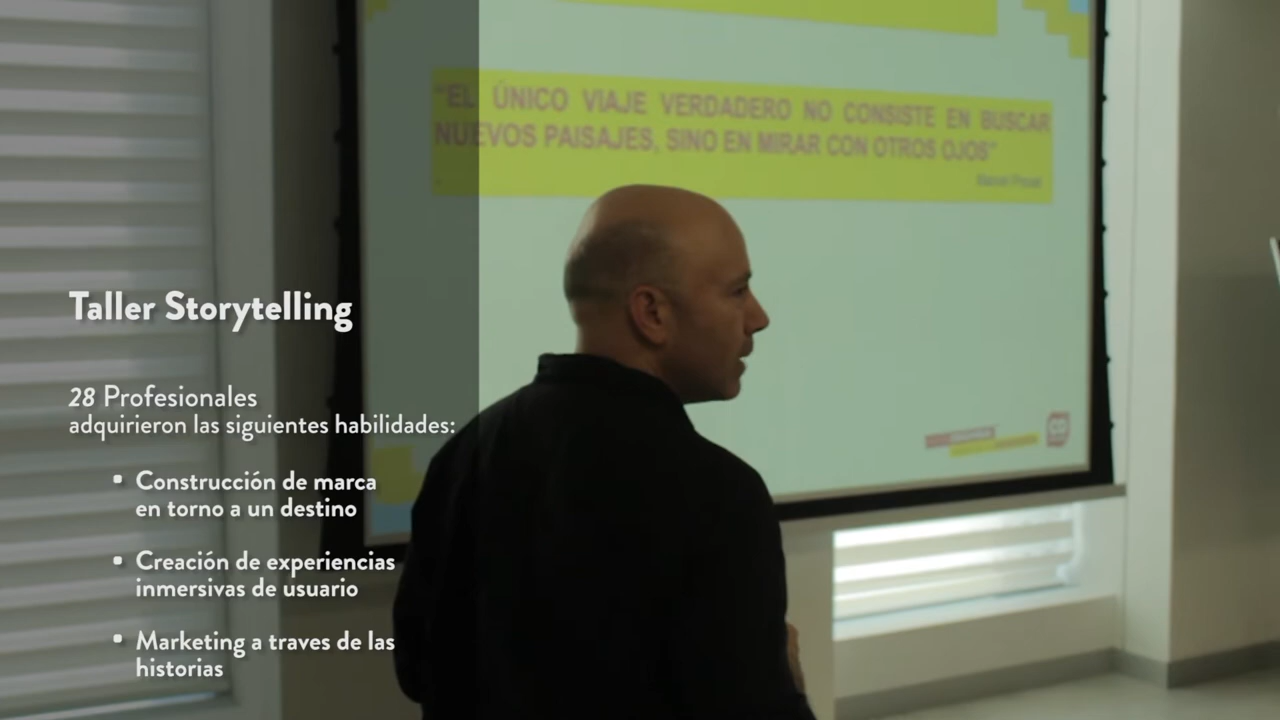 "EL ÚNICO VIAJE VERDADERO NO CONSISTE EN BUSCAR
NUEVOS PAISAJES, SINO EN MIRAR CON OTROS OJOS"
Taller Storytelling
28 Profesionales
adquirieron las siguientes habilidades:
▪ Construcción de marca
en torno a un destino
▪ Creación de experiencias
inmersivas de usuario
▪ Marketing a traves de las
historias